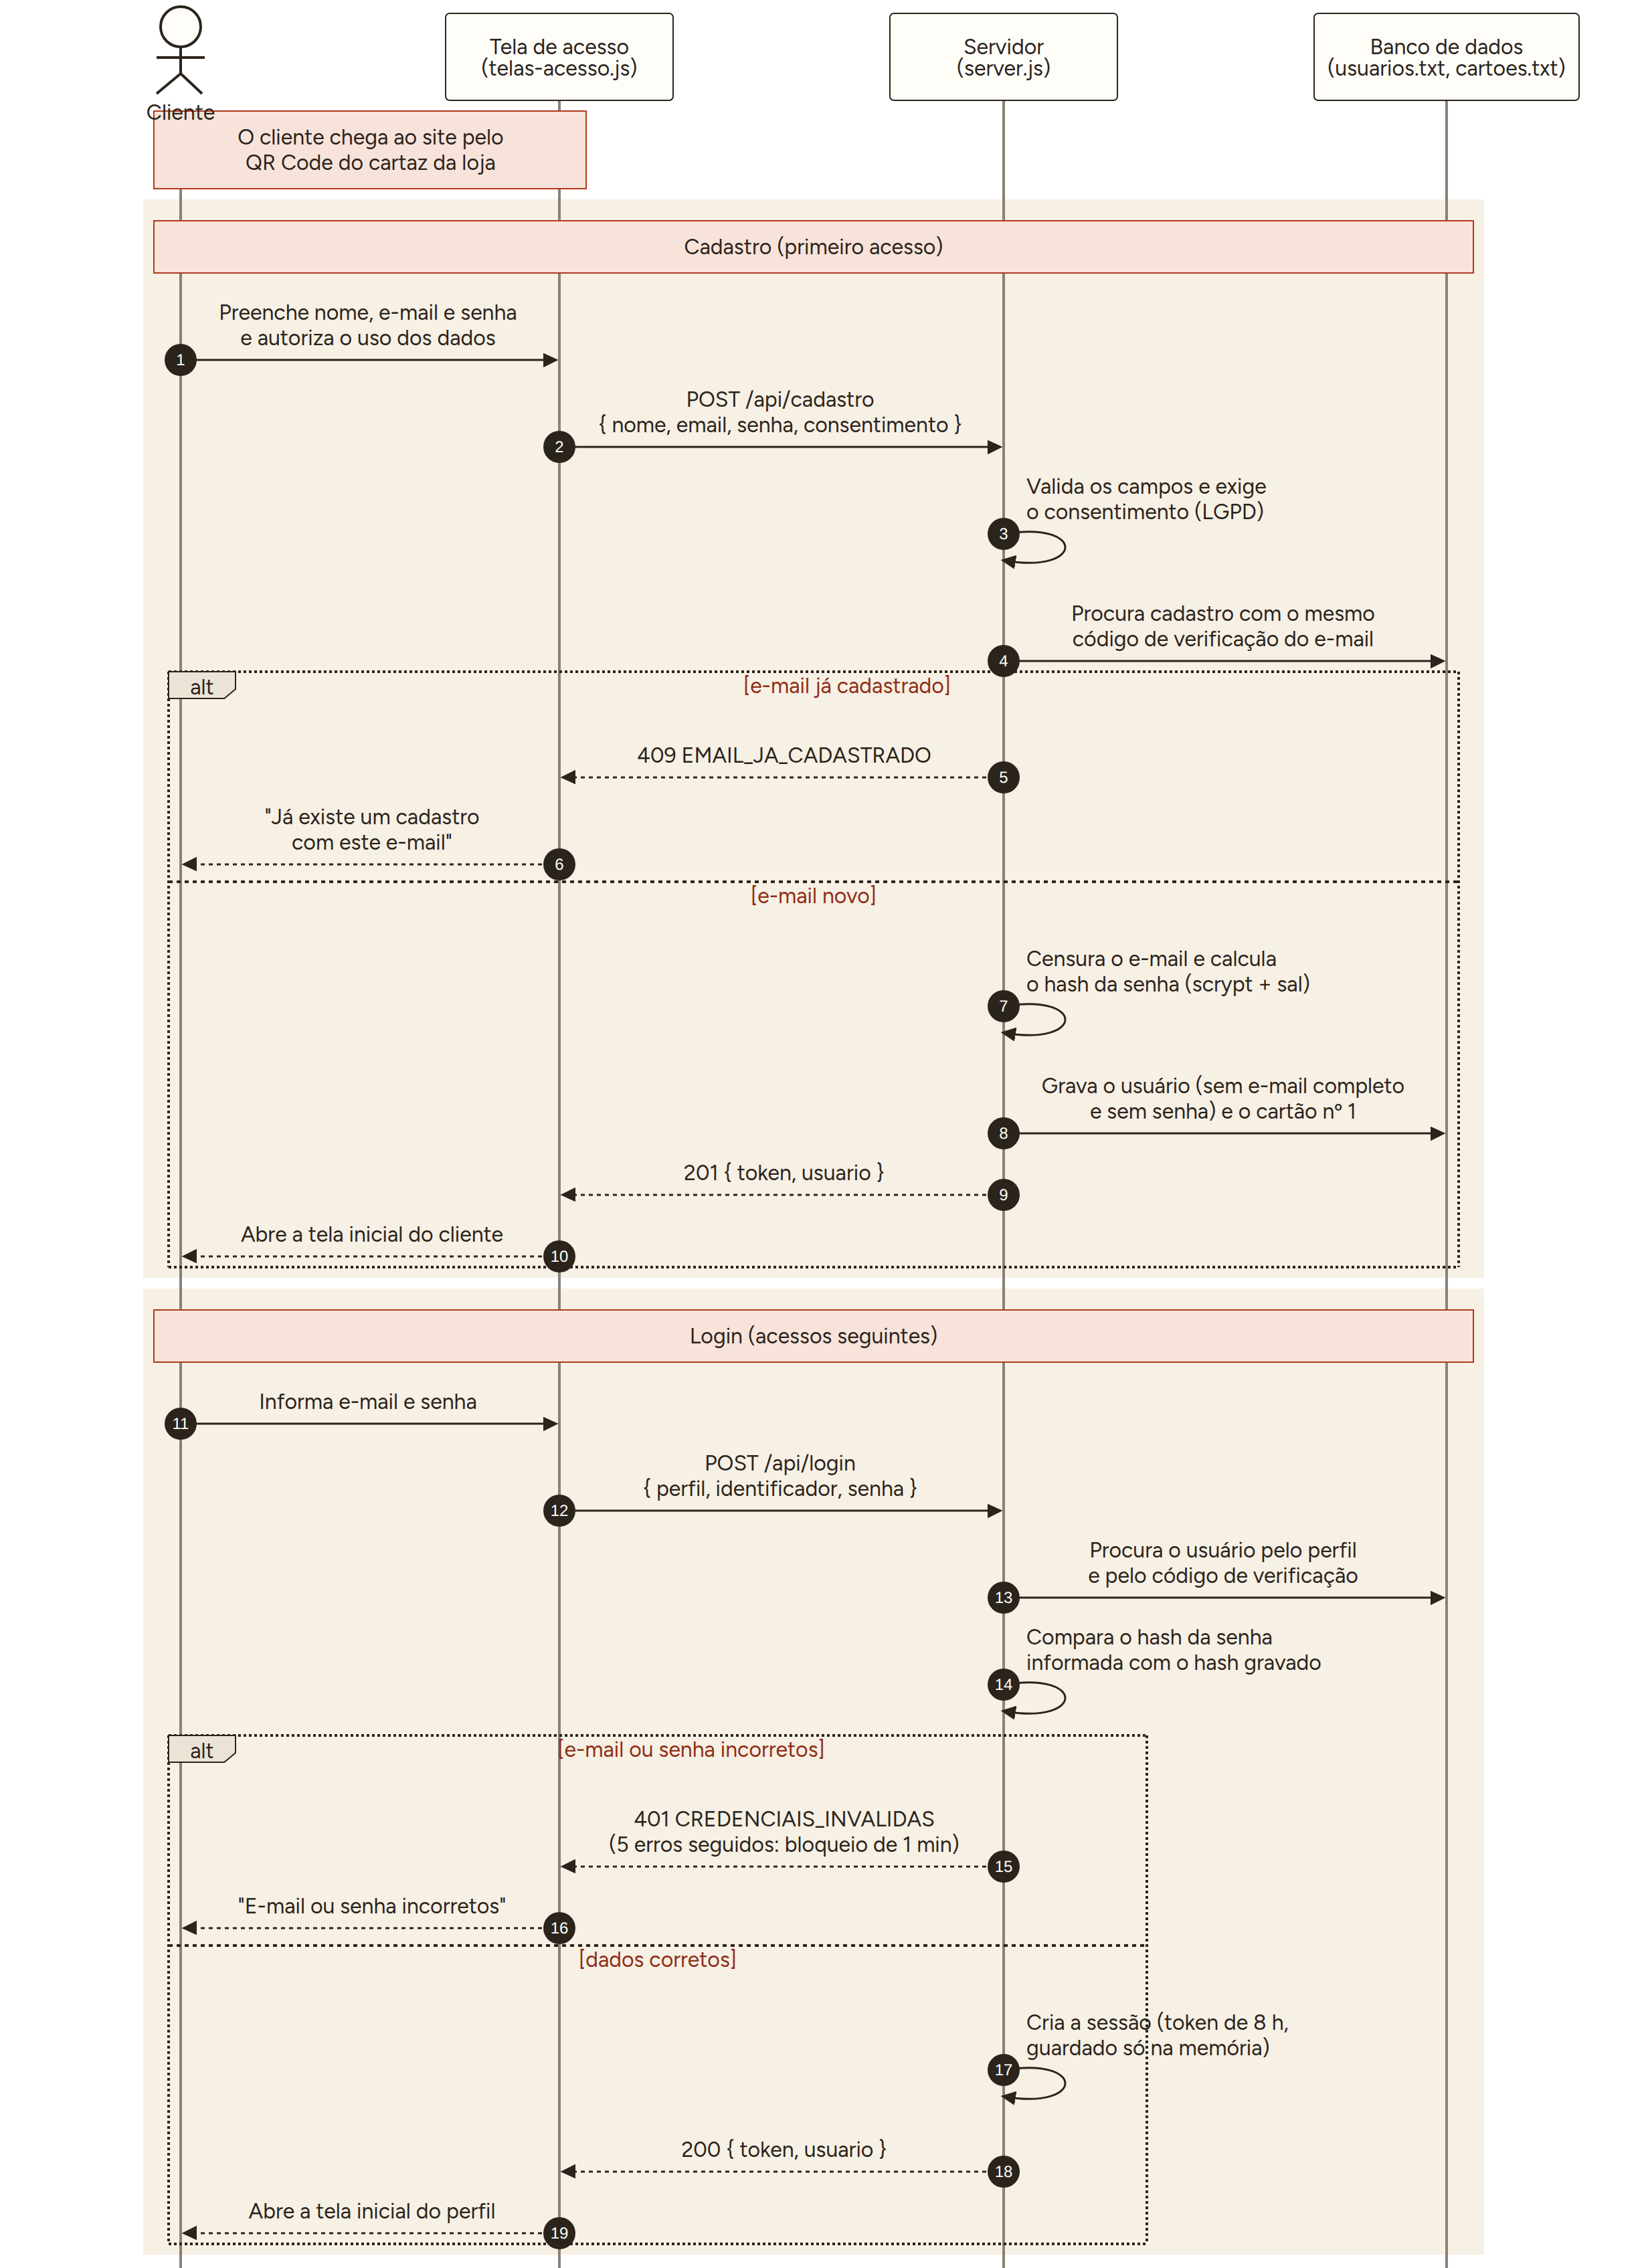 Cliente
Tela de acesso
(telas-acesso.js)
Servidor
(server.js)
Banco de dados
(usuarios.txt, cartoes.txt)
O cliente chega ao site pelo
QR Code do cartaz da loja
Cadastro (primeiro acesso)
Preenche nome, e-mail e senha
e autoriza o uso dos dados
1
POST /api/cadastro
{ nome, email, senha, consentimento }
2
Valida os campos e exige
o consentimento (LGPD)
3
Procura cadastro com o mesmo
código de verificação do e-mail
4
alt
[e-mail já cadastrado]
409 EMAIL_JA_CADASTRADO
5
"Já existe um cadastro
com este e-mail"
6
[e-mail novo]
Censura o e-mail e calcula
o hash da senha (scrypt + sal)
7
Grava o usuário (sem e-mail completo
e sem senha) e o cartão nº 1
8
201 { token, usuario }
9
Abre a tela inicial do cliente
10
Login (acessos seguintes)
Informa e-mail e senha
11
POST /api/login
{ perfil, identificador, senha }
12
Procura o usuário pelo perfil
e pelo código de verificação
13
Compara o hash da senha
informada com o hash gravado
14
alt
[e-mail ou senha incorretos]
401 CREDENCIAIS_INVALIDAS
(5 erros seguidos: bloqueio de 1 min)
15
"E-mail ou senha incorretos"
16
[dados corretos]
Cria a sessão (token de 8 h,
guardado só na memória)
17
200 { token, usuario }
18
Abre a tela inicial do perfil
19